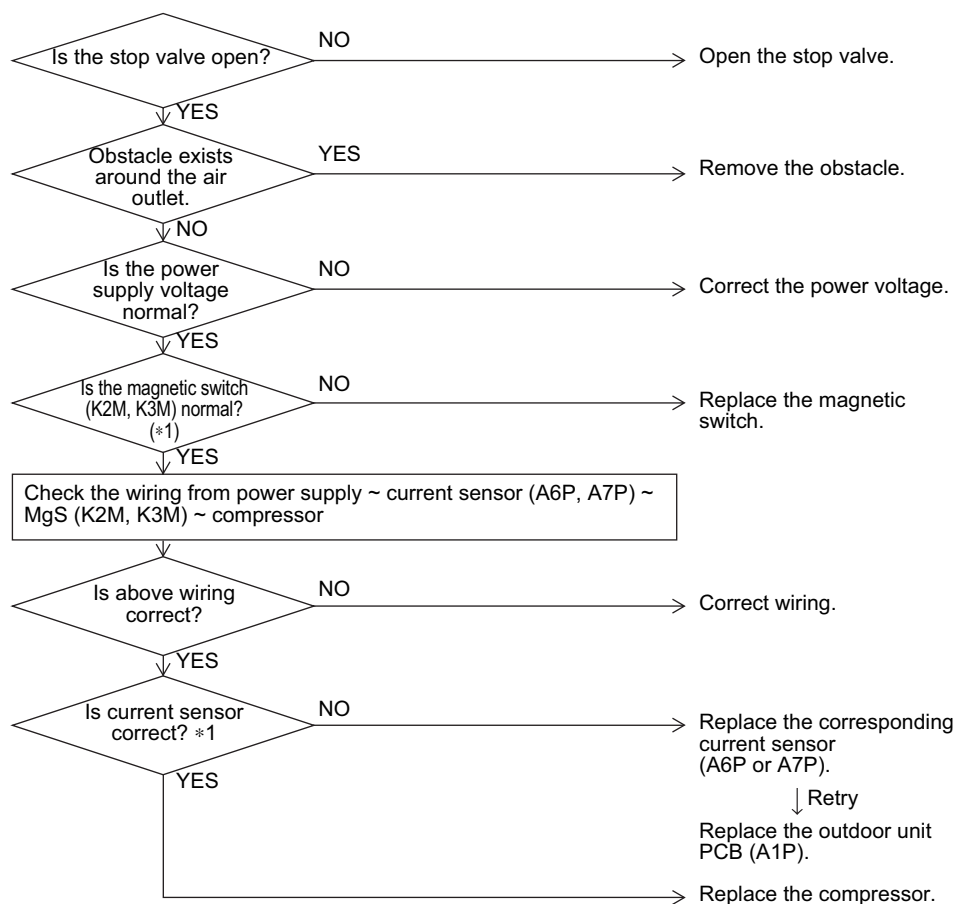 Is the stop valve open?
NO
Open the stop valve.
YES
Obstacle exists
around the air
outlet.
YES
Remove the obstacle.
NO
Is the power
supply voltage
normal?
NO
Correct the power voltage.
YES
Is the magnetic switch
(K2M, K3M) normal?
(*1)
NO
Replace the magnetic
switch.
YES
Check the wiring from power supply ~ current sensor (A6P, A7P) ~
MgS (K2M, K3M) ~ compressor
Is above wiring
correct?
NO
Correct wiring.
YES
Is current sensor
correct? *1
NO
Replace the corresponding
current sensor
(A6P or A7P).
Retry
Replace the outdoor unit
PCB (A1P).
YES
Replace the compressor.